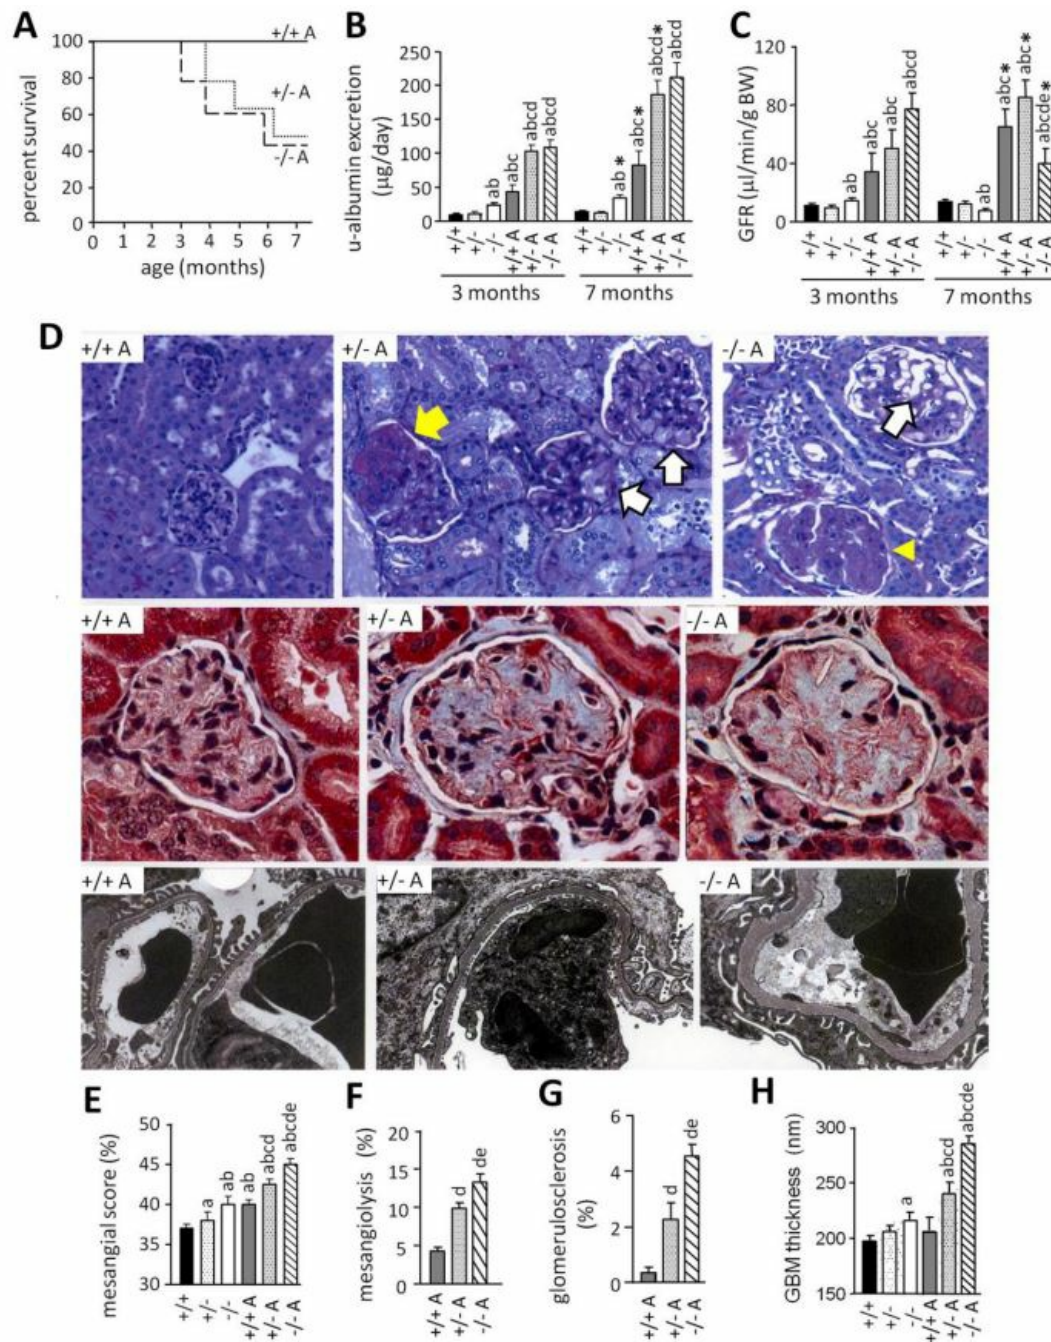 A
+/+ A
+/- A
-/- A
percent survival
100
80
60
40
20
0
0 1 2 3 4 5 6 7
age (months)
B
u-albumin excretion
(µg/day)
250
200
150
100
50
0
ab
abc
abcd
abcd
ab *
abc *
abcd *
abcd
+/+
+/-
-/-
+/+ A
+/- A
-/- A
+/+
+/-
-/-
+/+ A
+/- A
-/- A
3 months
7 months
C
GFR (µl/min/g BW)
120
80
40
0
ab
abc
abc
abcd
ab
abc *
abc *
abcde *
+/+
+/-
-/-
+/+ A
+/- A
-/- A
+/+
+/-
-/-
+/+ A
+/- A
-/- A
3 months
7 months
D
+/+ A
+/- A
-/- A
+/+ A
+/- A
-/- A
+/+ A
+/- A
-/- A
E
mesangial score (%)
50
45
40
35
30
a
ab
ab
abcd
abcde
+/+
+/-
-/-
+/+ A
+/- A
-/- A
F
mesangiolysis (%)
20
15
10
5
0
d
de
+/+ A
+/- A
-/- A
G
glomerulosclerosis
(%)
6
4
2
0
d
de
+/+ A
+/- A
-/- A
H
GBM thickness (nm)
300
250
200
150
a
abcd
abcde
+/+
+/-
-/-
+/+ A
+/- A
-/- A